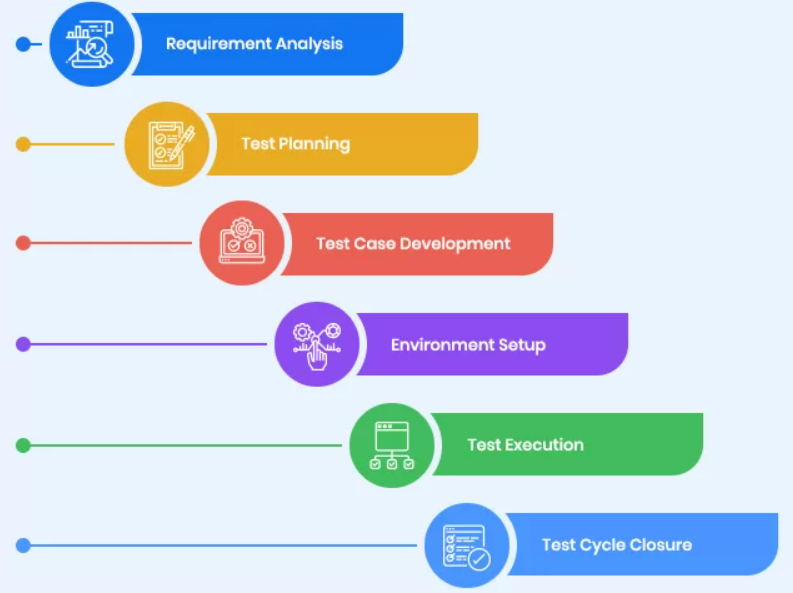 Requirement Analysis
Test Planning
Test Case Development
Environment Setup
Test Execution
Test Cycle Closure